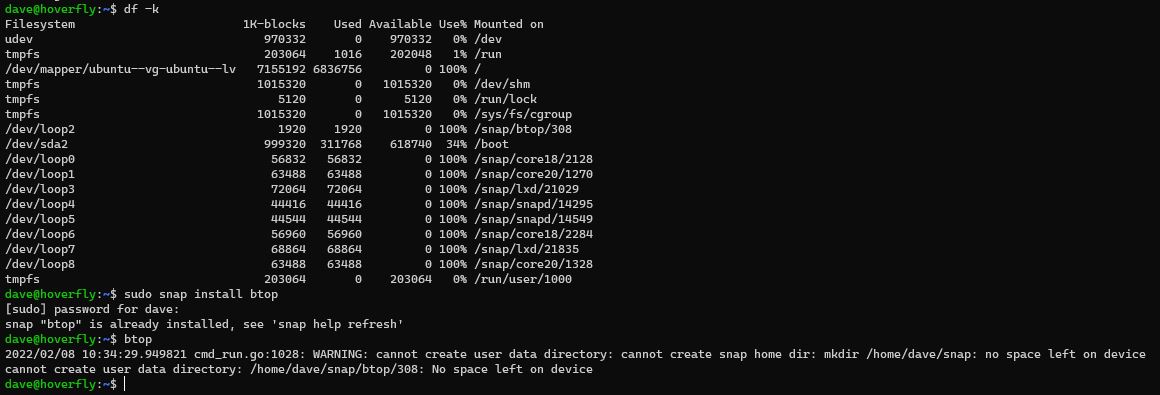 dave@hoverfly:~$ df -k
Filesystem                        1K-blocks    Used Available Use% Mounted on
udev                                 970332       0    970332   0% /dev
tmpfs                                203064    1016    202048   1% /run
/dev/mapper/ubuntu--vg-ubuntu--lv   7155192 6836756         0 100% /
tmpfs                               1015320       0   1015320   0% /dev/shm
tmpfs                                  5120       0      5120   0% /run/lock
tmpfs                               1015320       0   1015320   0% /sys/fs/cgroup
/dev/loop2                             1920    1920         0 100% /snap/btop/308
/dev/sda2                            999320  311768    618740  34% /boot
/dev/loop0                            56832   56832         0 100% /snap/core18/2128
/dev/loop1                            63488   63488         0 100% /snap/core20/1270
/dev/loop3                            72064   72064         0 100% /snap/lxd/21029
/dev/loop4                            44416   44416         0 100% /snap/snapd/14295
/dev/loop5                            44544   44544         0 100% /snap/snapd/14549
/dev/loop6                            56960   56960         0 100% /snap/core18/2284
/dev/loop7                            68864   68864         0 100% /snap/lxd/21835
/dev/loop8                            63488   63488         0 100% /snap/core20/1328
tmpfs                                203064       0    203064   0% /run/user/1000
dave@hoverfly:~$ sudo snap install btop
[sudo] password for dave:
snap "btop" is already installed, see 'snap help refresh'
dave@hoverfly:~$ btop
2022/02/08 10:34:29.949821 cmd_run.go:1028: WARNING: cannot create user data directory: cannot create snap home dir: mkdir /home/dave/snap: no space left on device
cannot create user data directory: /home/dave/snap/btop/308: No space left on device
dave@hoverfly:~$